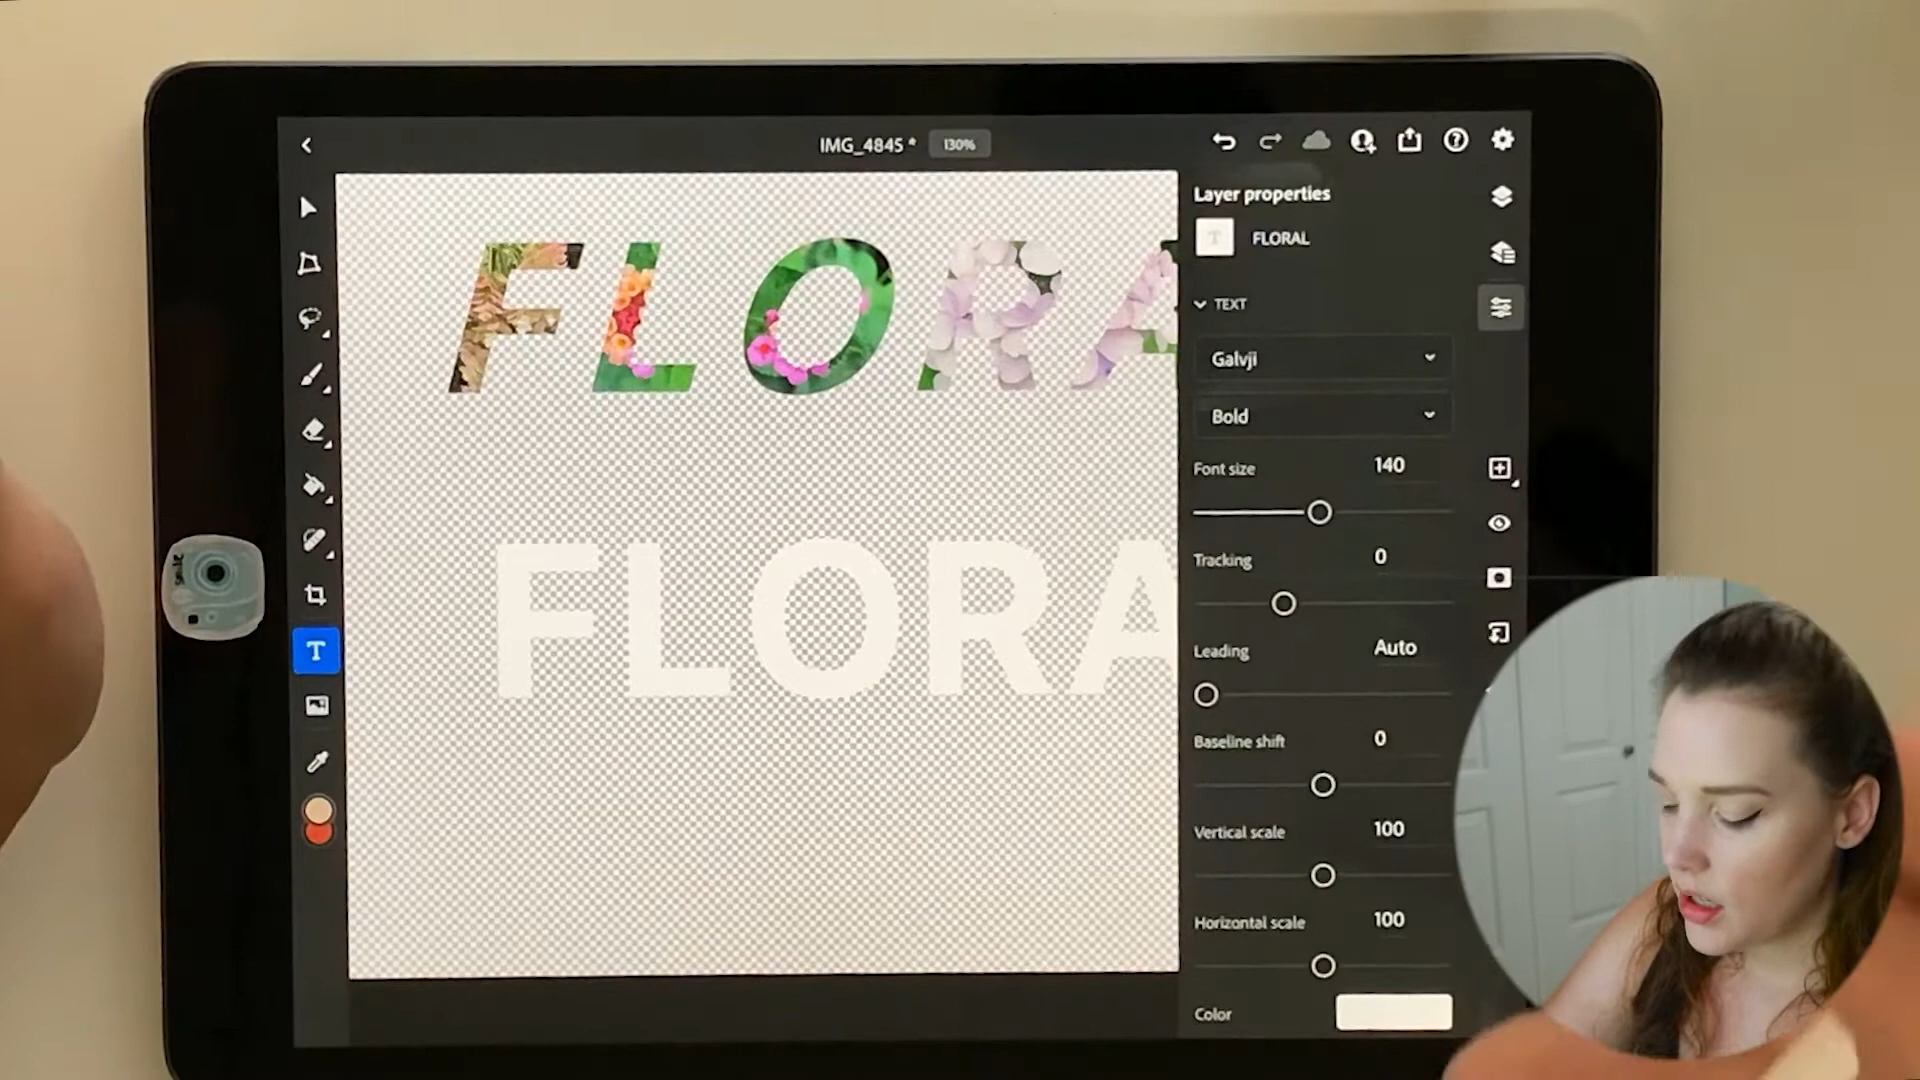 IMG_4845 * 130%
Layer properties
T FLORAL
TEXT
Galvji
Bold
Font size 140
Tracking 0
Leading Auto
Baseline shift 0
Vertical scale 100
Horizontal scale 100
Color
FLORA
FLORA
T
smile